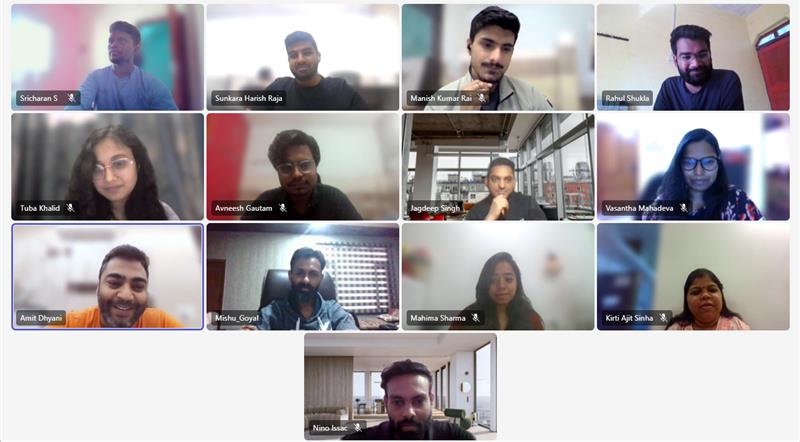 Sricharan S
Sunkara Harish Raja
Manish Kumar Rai
Rahul Shukla
Tuba Khalid
Avneesh Gautam
Jagdeep Singh
Vasantha Mahadeva
Amit Dhyani
Mishu_Goyal
Mahima Sharma
Kirti Ajit Sinha
Nino Issac